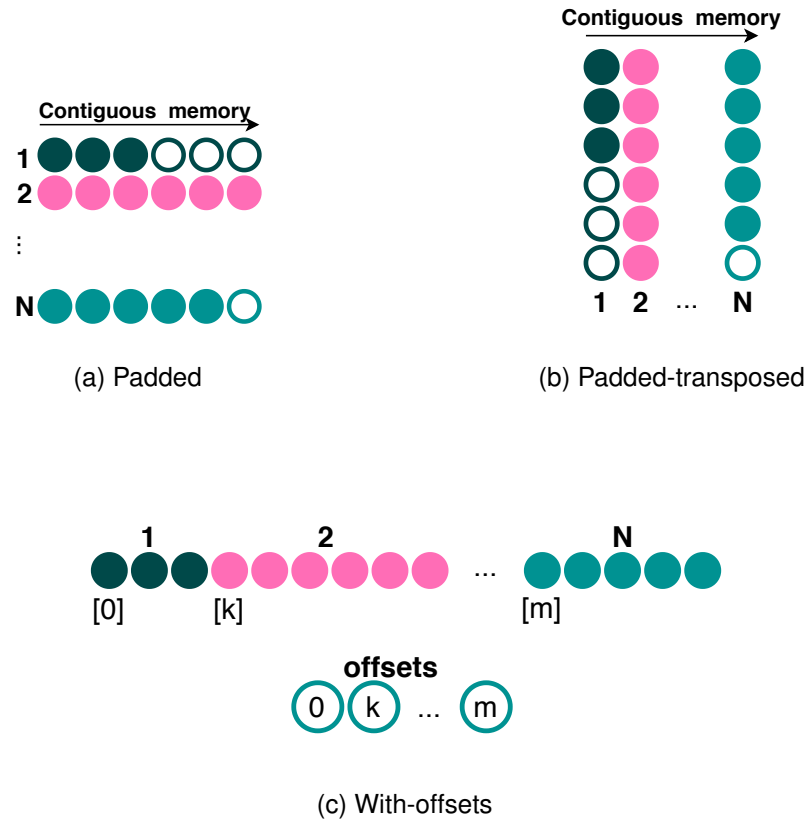 Contiguous memory
1
2
...
N
(a) Padded
Contiguous memory
1 2 ... N
(b) Padded-transposed
1 2 N
...
[0] [k] [m]
offsets
0 k ... m
(c) With-offsets